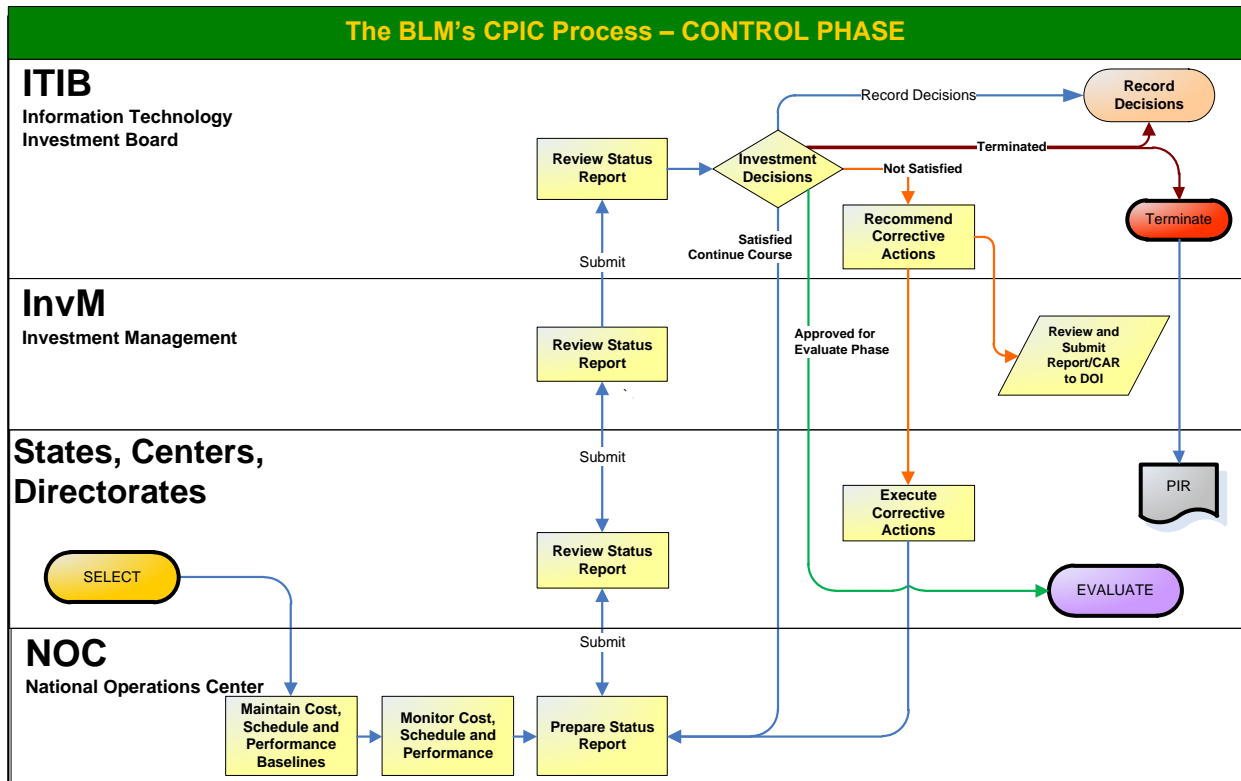 The BLM's CPIC Process – CONTROL PHASE
ITIB
Information Technology
Investment Board
Record Decisions
Record
Decisions
Review Status
Report
Investment
Decisions
Terminated
Not Satisfied
Recommend
Corrective
Actions
Terminate
Satisfied
Continue Course
Submit
InvM
Investment Management
Review Status
Report
Approved for
Evaluate Phase
Review and
Submit
Report/CAR
to DOI
States, Centers,
Directorates
Submit
Execute
Corrective
Actions
PIR
SELECT
Review Status
Report
EVALUATE
NOC
National Operations Center
Submit
Maintain Cost,
Schedule and
Performance
Baselines
Monitor Cost,
Schedule and
Performance
Prepare Status
Report